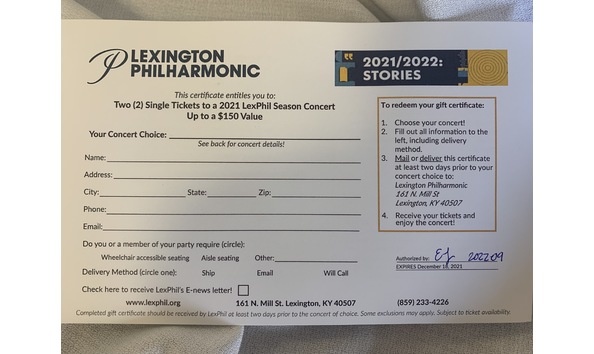 LEXINGTON
PHILHARMONIC
2021/2022:
STORIES
This certificate entitles you to:
Two (2) Single Tickets to a 2021 LexPhil Season Concert
Up to a $150 Value
Your Concert Choice:
See back for concert details!
Name:
Address:
City: State: Zip:
Phone:
Email:
Do you or a member of your party require (circle):
Wheelchair accessible seating Aisle seating Other:
Delivery Method (circle one): Ship Email Will Call
Check here to receive LexPhil's E-news letter!
To redeem your gift certificate:
1. Choose your concert!
2. Fill out all information to the
left, including delivery
method.
3. Mail or deliver this certificate
at least two days prior to your
concert choice to:
Lexington Philharmonic
161 N. Mill St
Lexington, KY 40507
4. Receive your tickets and
enjoy the concert!
Authorized by:
EXPIRES December 18, 2021
www.lexphil.org 161 N. Mill St. Lexington, KY 40507 (859) 233-4226
Completed gift certificate should be received by LexPhil at least two days prior to the concert of choice. Some exclusions may apply. Subject to ticket availability.